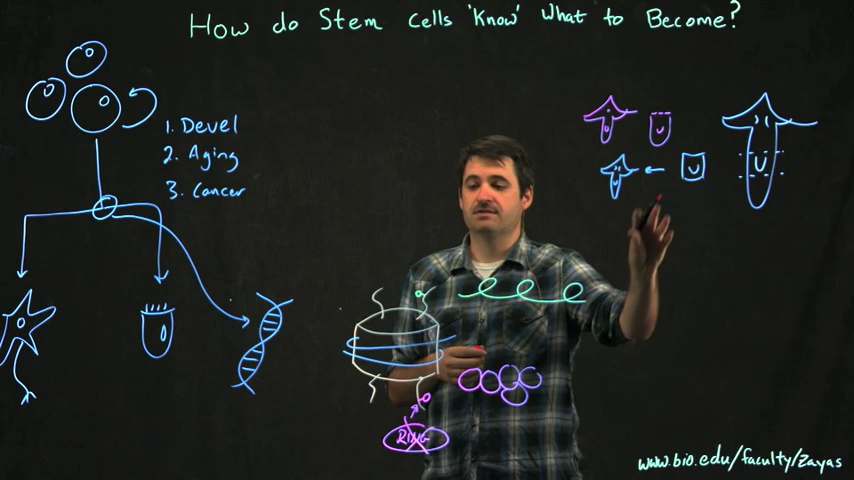 How do Stem Cells 'Know' What to Become?
1. Devel
2. Aging
3. Cancer
RING
www.bio.edu/faculty/zayas